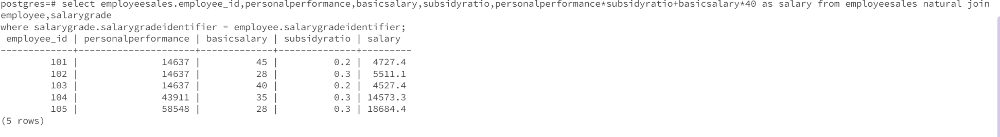 postgres=# select employeesales.employee_id,personalperformance,basicsalary,subsidyratio,personalperformance*subsidyratio+basicsalary*40 as salary from employeesales natural join
employee,salarygrade
where salarygrade.salarygradeidentifier = employee.salarygradeidentifier;
 employee_id | personalperformance | basicsalary | subsidyratio | salary
-------------+---------------------+-------------+--------------+---------
         101 |               14637 |          45 |          0.2 |  4727.4
         102 |               14637 |          28 |          0.3 |  5511.1
         103 |               14637 |          40 |          0.2 |  4527.4
         104 |               43911 |          35 |          0.3 | 14573.3
         105 |               58548 |          28 |          0.3 | 18684.4
(5 rows)